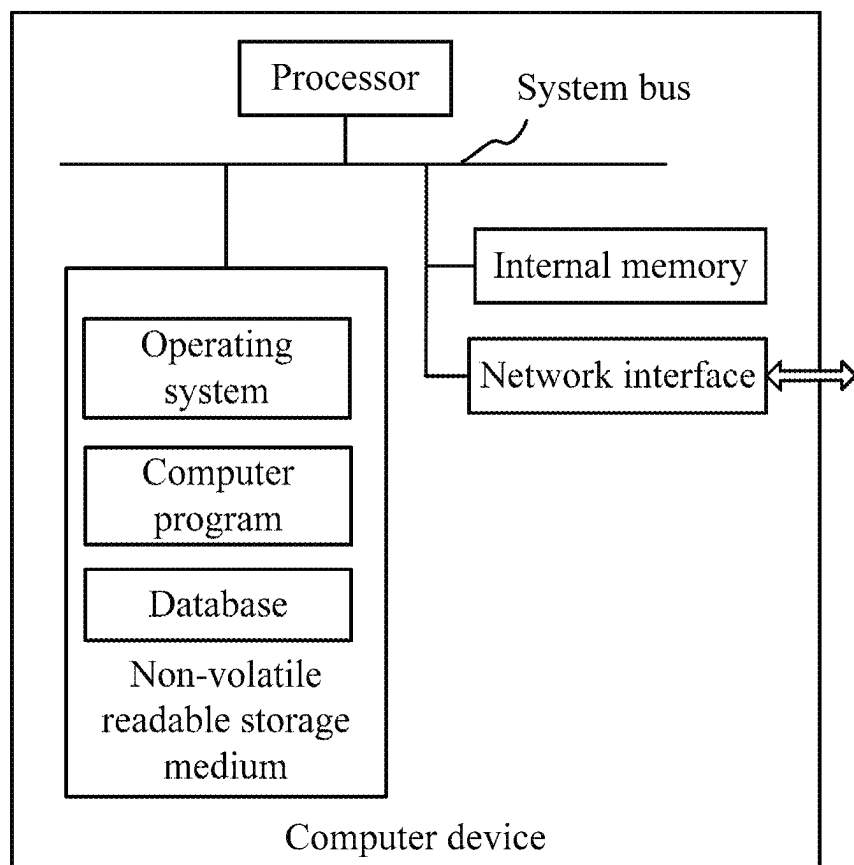 Processor
System bus
Internal memory
Network interface
Operating
system
Computer
program
Database
Non-volatile
readable storage
medium
Computer device